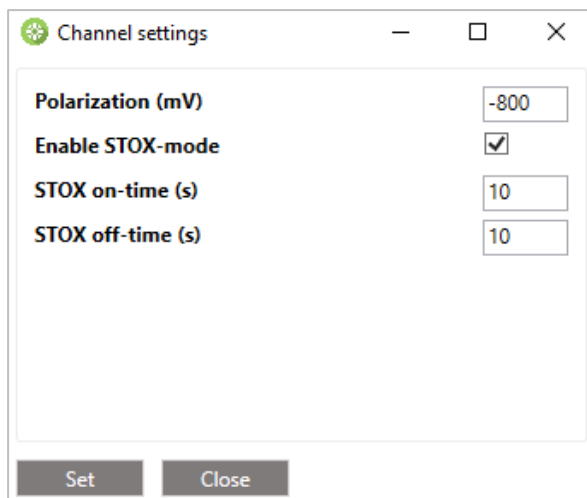 Channel settings
Polarization (mV) -800
Enable STOX-mode
STOX on-time (s) 10
STOX off-time (s) 10
Set Close